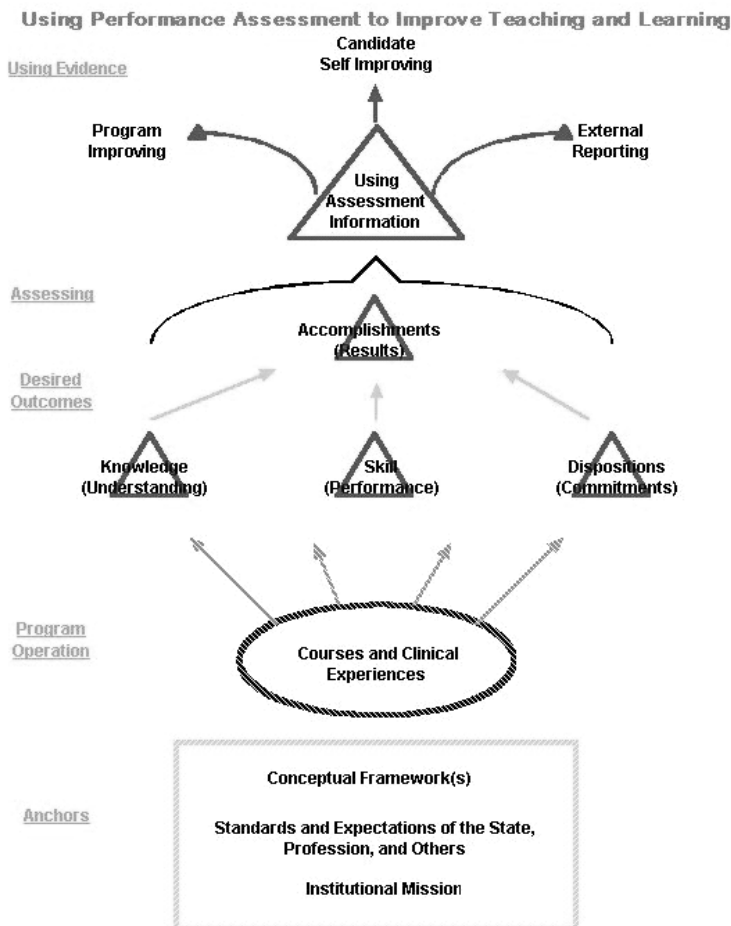 Using Performance Assessment to Improve Teaching and Learning
Using Evidence
Candidate
Self Improving
Program
Improving
External
Reporting
Using
Assessment
Information
Assessing
Accomplishments
(Results)
Desired
Outcomes
Knowledge
(Understanding)
Skill
(Performance)
Dispositions
(Commitments)
Program
Operation
Courses and Clinical
Experiences
Anchors
Conceptual Framework(s)
Standards and Expectations of the State,
Profession, and Others
Institutional Mission